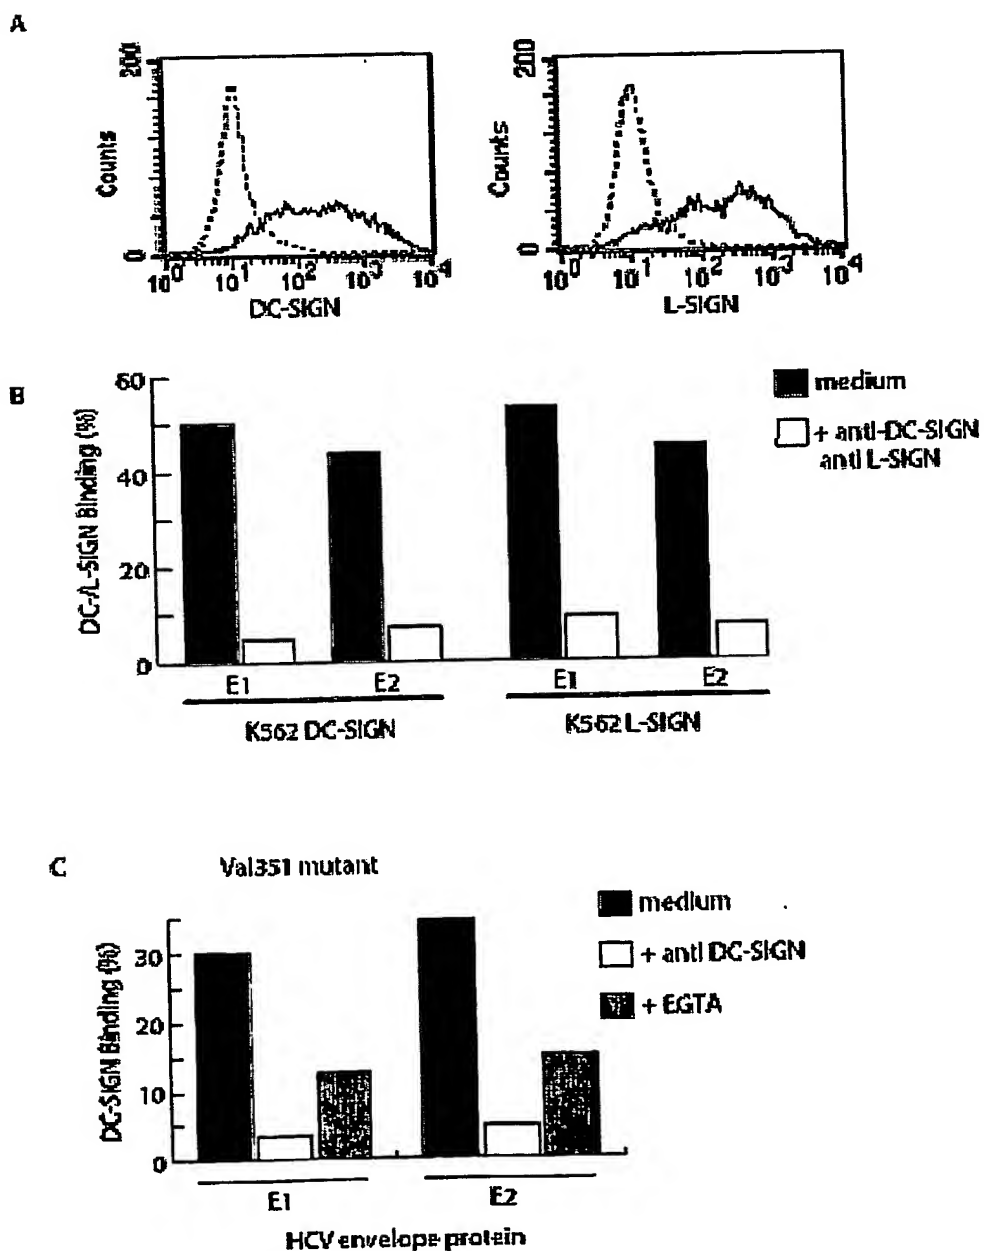 A
200
Counts
0
10^0 10^1 10^2 10^3 10^4
DC-SIGN
200
Counts
0
10^0 10^1 10^2 10^3 10^4
L-SIGN
B
DC-/L-SIGN Binding (%)
60
40
20
0
E1 E2 E1 E2
K562 DC-SIGN K562 L-SIGN
medium
+ anti-DC-SIGN
anti L-SIGN
C
Val351 mutant
DC-SIGN Binding (%)
30
20
10
0
E1 E2
HCV envelope protein
medium
+ anti DC-SIGN
+ EGTA